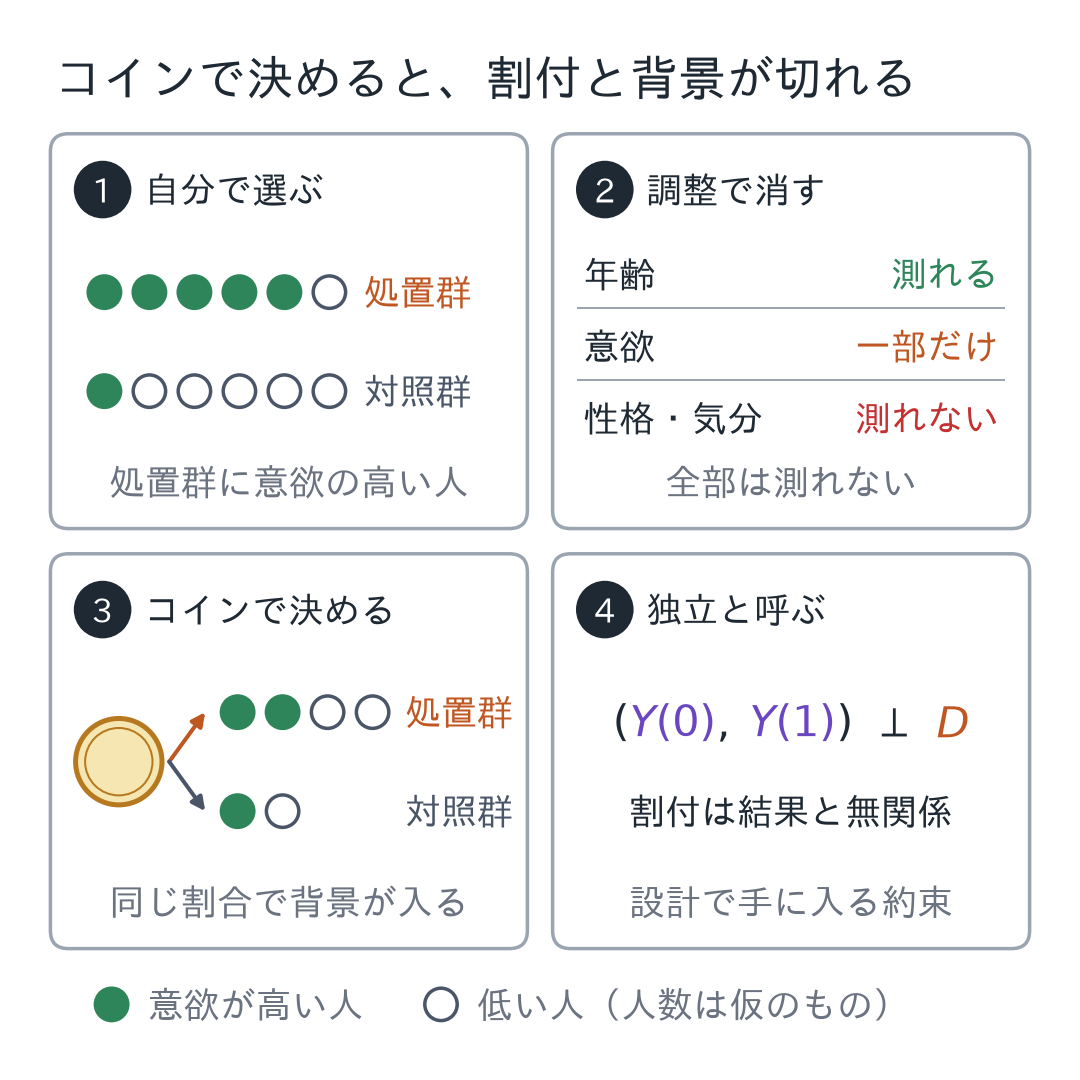 コインで決めると、割付と背景が切れる
1 自分で選ぶ
処置群
対照群
処置群に意欲の高い人
2 調整で消す
年齢 測れる
意欲 一部だけ
性格・気分 測れない
全部は測れない
3 コインで決める
処置群
対照群
同じ割合で背景が入る
4 独立と呼ぶ
(Y(0), Y(1)) ⊥ D
割付は結果と無関係
設計で手に入る約束
意欲が高い人 低い人（人数は仮のもの）